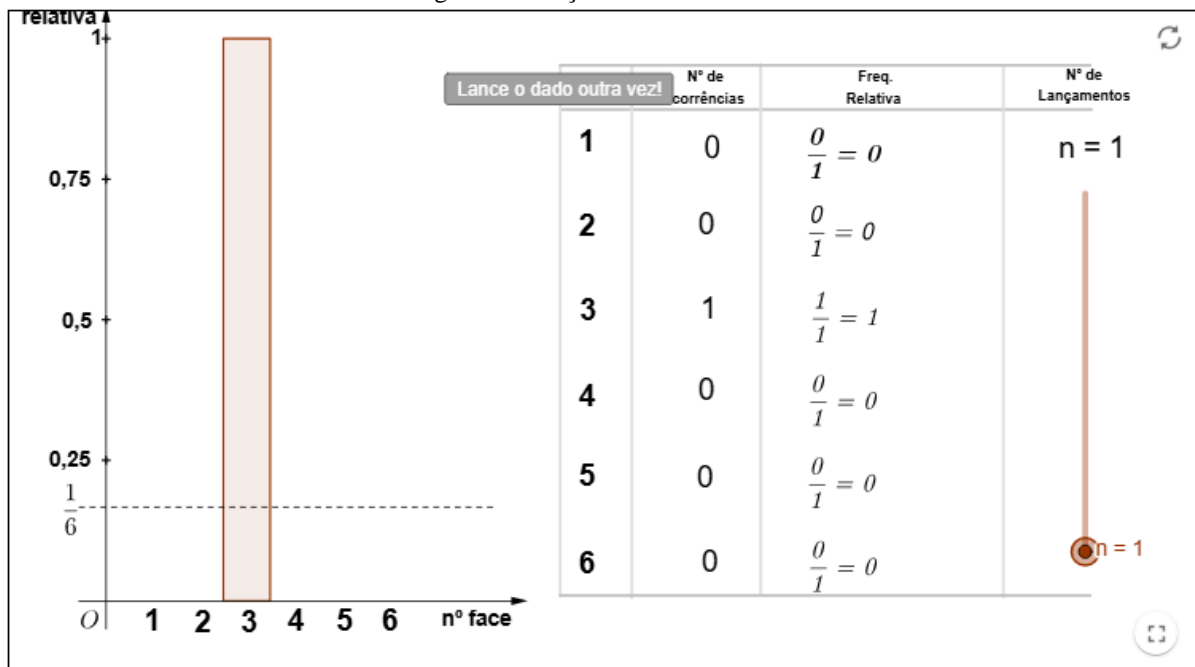 relativa
1
0,75
0,5
0,25
1
6
O 1 2 3 4 5 6 nº face
Lance o dado outra vez!
Nº de
corrências
Freq.
Relativa
Nº de
Lançamentos
1 0 0/1 = 0 n = 1
2 0 0/1 = 0
3 1 1/1 = 1
4 0 0/1 = 0
5 0 0/1 = 0
6 0 0/1 = 0
n = 1